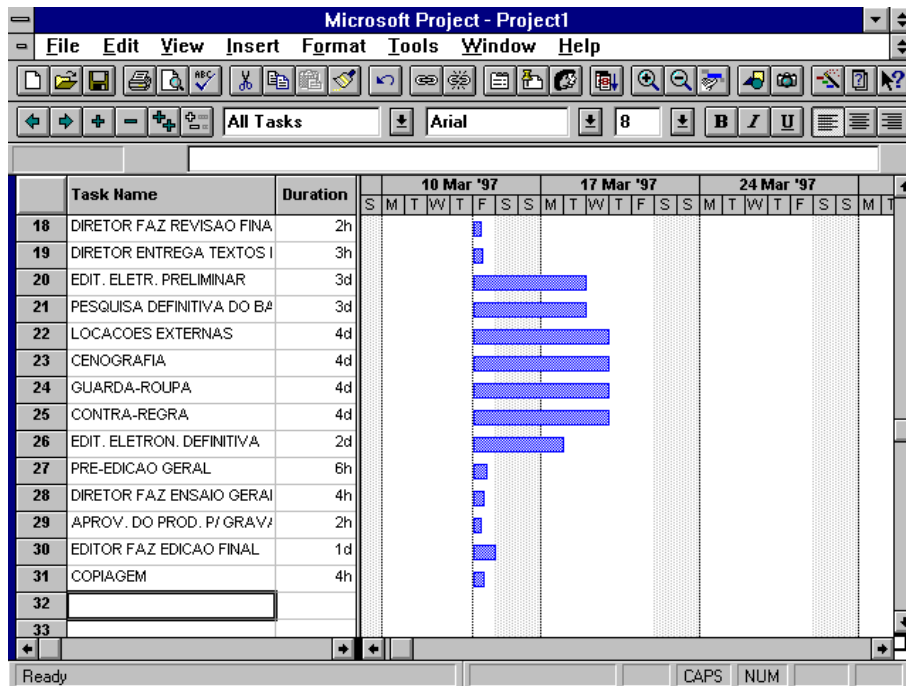 Microsoft Project - Project1
File Edit View Insert Format Tools Window Help
ABC
All Tasks Arial 8 B I U
Task Name Duration 10 Mar '97 17 Mar '97 24 Mar '97
S M T W T F S S M T W T F S S M T W T F S S M T
18 DIRETOR FAZ REVISAO FINA 2h
19 DIRETOR ENTREGA TEXTOS 3h
20 EDIT. ELETR. PRELIMINAR 3d
21 PESQUISA DEFINITIVA DO BA 3d
22 LOCACOES EXTERNAS 4d
23 CENOGRAFIA 4d
24 GUARDA-ROUPA 4d
25 CONTRA-REGRA 4d
26 EDIT. ELETRON. DEFINITIVA 2d
27 PRE-EDICAO GERAL 6h
28 DIRETOR FAZ ENSAIO GERAI 4h
29 APROV. DO PROD. P/ GRAVA 2h
30 EDITOR FAZ EDICAO FINAL 1d
31 COPIAGEM 4h
32
33
Ready CAPS NUM